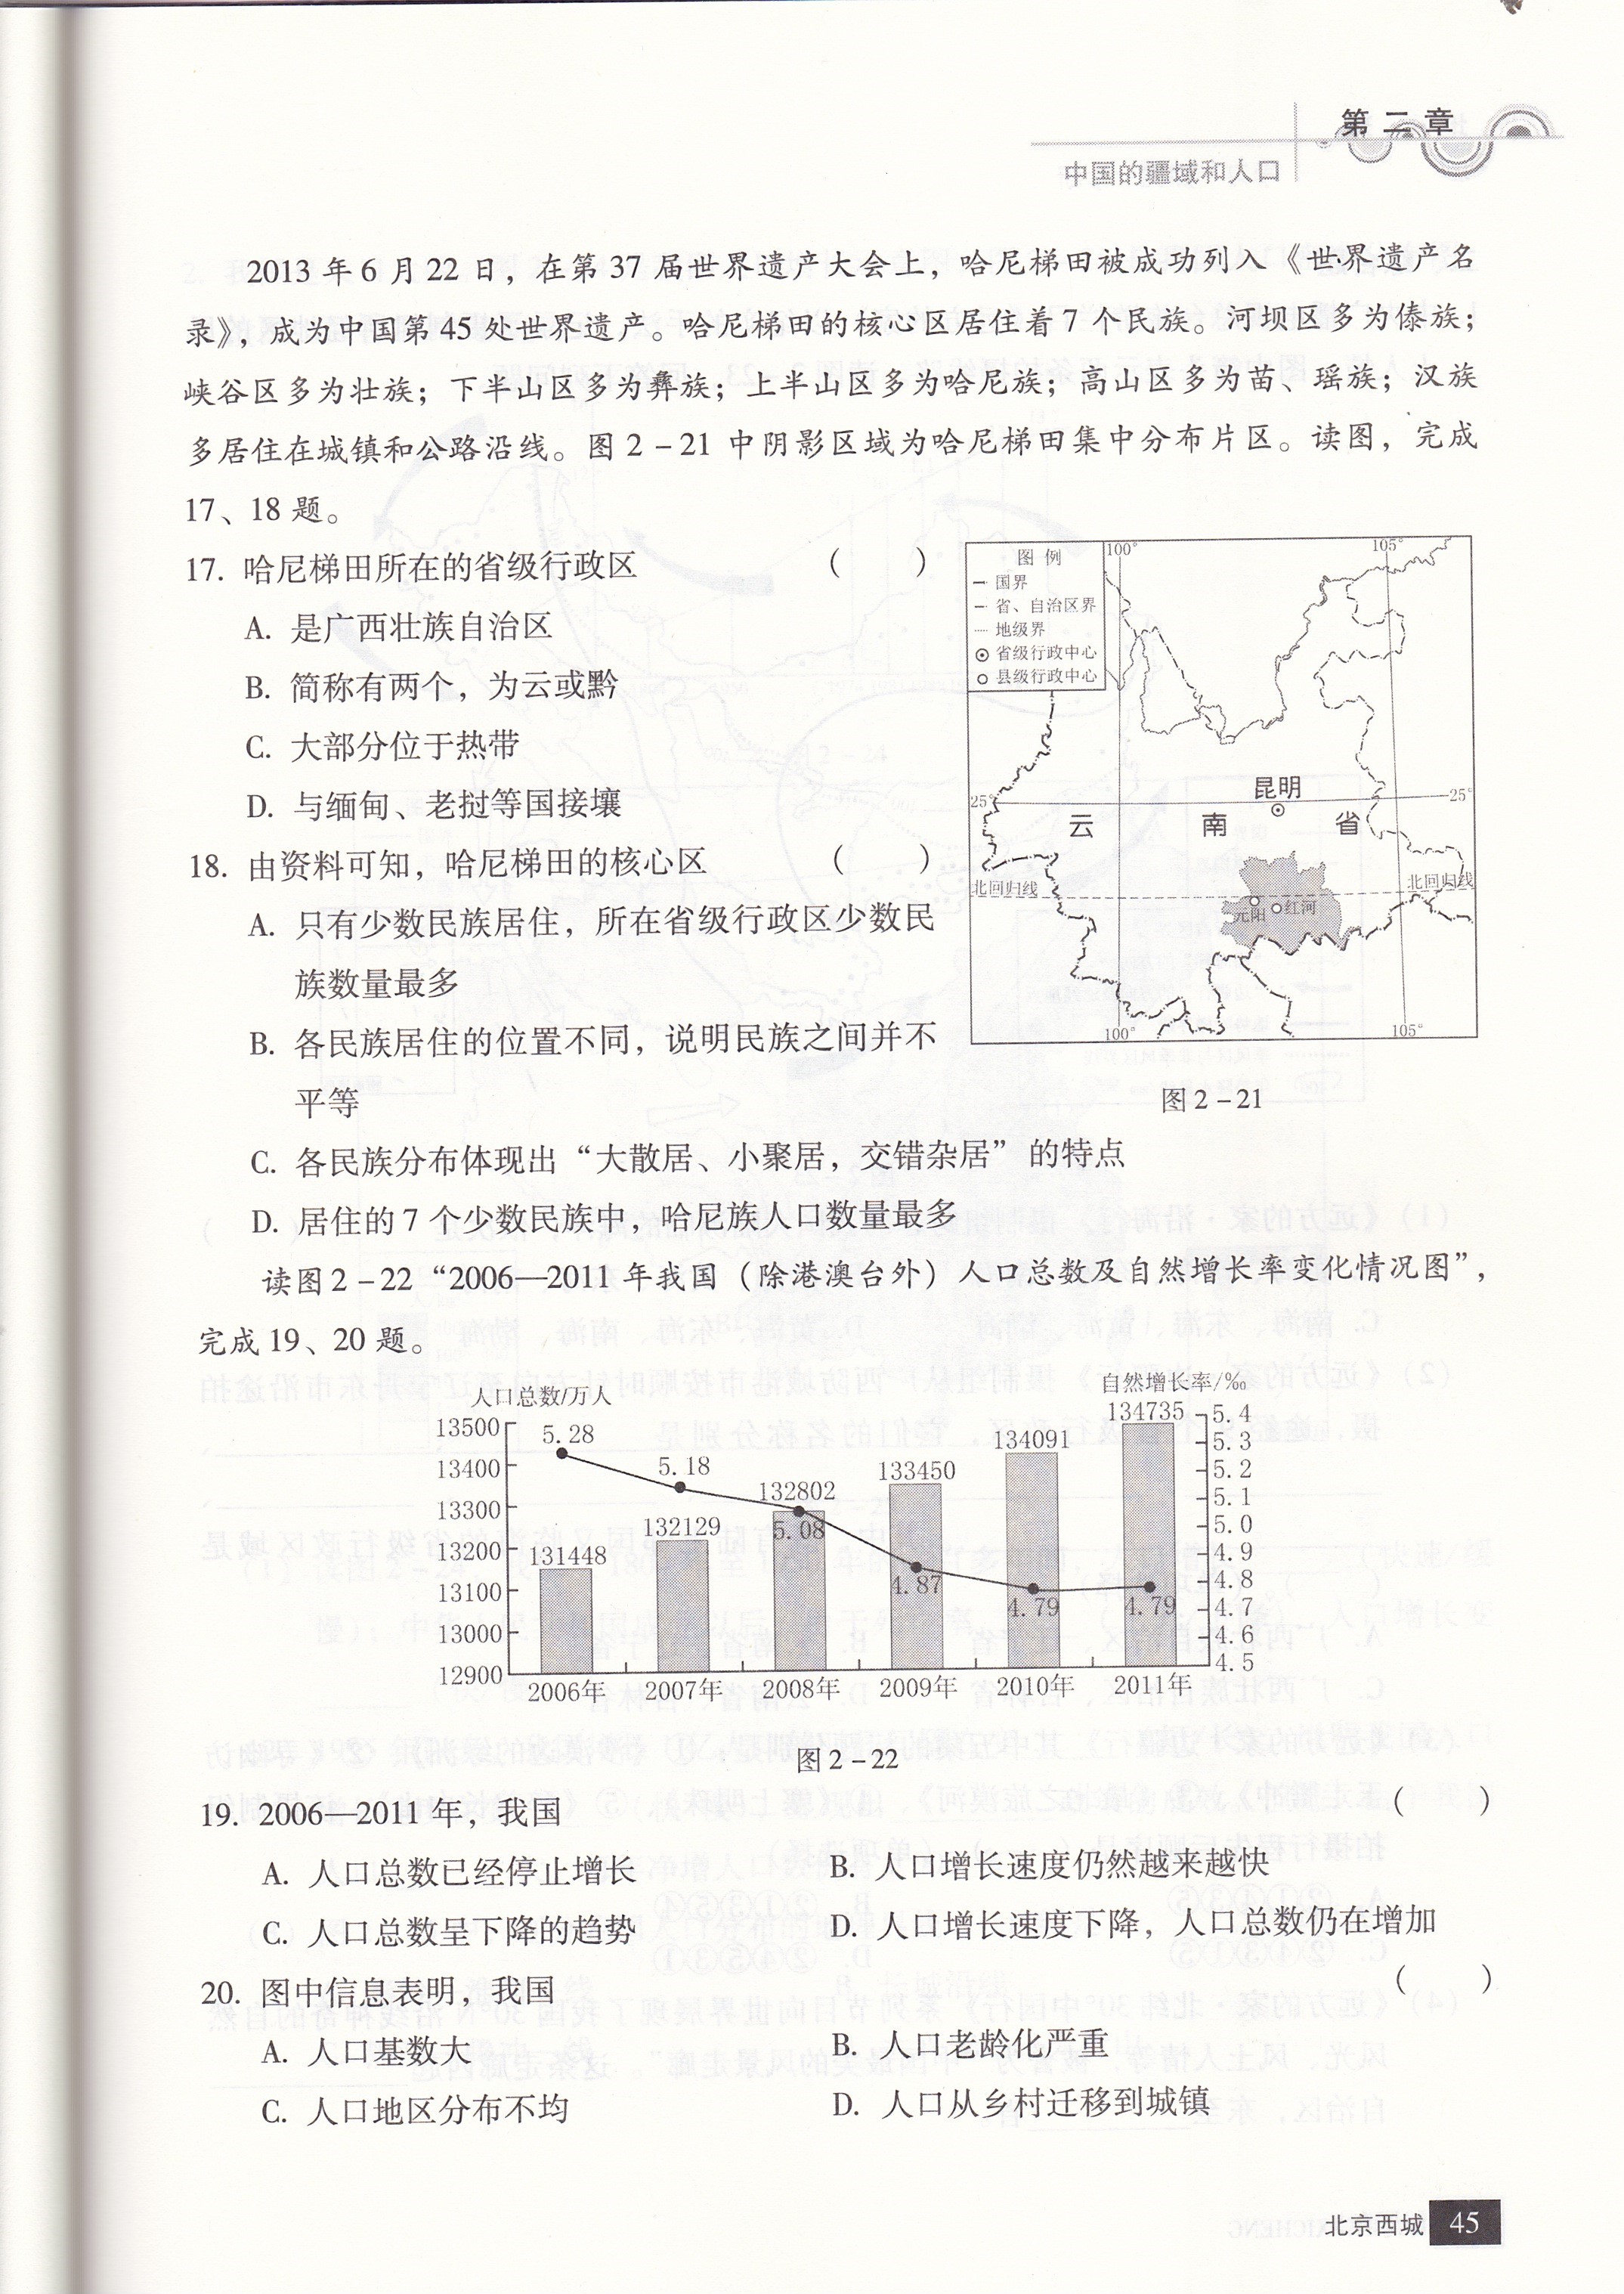 第二章
中国的疆域和人口
2013年6月22日，在第37届世界遗产大会上，哈尼梯田被成功列入《世界遗产名
录》，成为中国第45处世界遗产。哈尼梯田的核心区居住着7个民族。河坝区多为傣族；
峡谷区多为壮族；下半山区多为彝族；上半山区多为哈尼族；高山区多为苗、瑶族；汉族
多居住在城镇和公路沿线。图2-21中阴影区域为哈尼梯田集中分布片区。读图，完成
17、18题。
17. 哈尼梯田所在的省级行政区 （ ）
A. 是广西壮族自治区
B. 简称有两个，为云或黔
C. 大部分位于热带
D. 与缅甸、老挝等国接壤
18. 由资料可知，哈尼梯田的核心区 （ ）
A. 只有少数民族居住，所在省级行政区少数民
族数量最多
B. 各民族居住的位置不同，说明民族之间并不
平等
图例
国界
省、自治区界
地级界
省级行政中心
县级行政中心
100° 105°
25° 25°
昆明
云 南 省
北回归线 北回归线
元阳 红河
100° 105°
图2-21
C. 各民族分布体现出“大散居、小聚居，交错杂居”的特点
D. 居住的7个少数民族中，哈尼族人口数量最多
读图2-22“2006—2011年我国（除港澳台外）人口总数及自然增长率变化情况图”，
完成19、20题。
人口总数/万人 自然增长率/‰
13500
13400
13300
13200
13100
13000
12900
5.28 5.18 5.08 4.87 4.79 4.79
131448 132129 132802 133450 134091 134735
5.4
5.3
5.2
5.1
5.0
4.9
4.8
4.7
4.6
4.5
2006年 2007年 2008年 2009年 2010年 2011年
图2-22
19. 2006—2011年，我国 （ ）
A. 人口总数已经停止增长 B. 人口增长速度仍然越来越快
C. 人口总数呈下降的趋势 D. 人口增长速度下降，人口总数仍在增加
20. 图中信息表明，我国 （ ）
A. 人口基数大 B. 人口老龄化严重
C. 人口地区分布不均 D. 人口从乡村迁移到城镇
北京西城 45